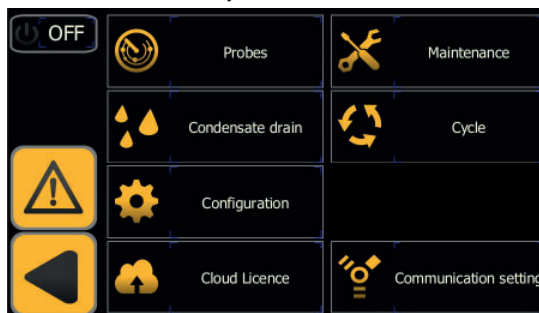 OFF
Probes
Maintenance
Condensate drain
Cycle
Configuration
Cloud Licence
Communication setting